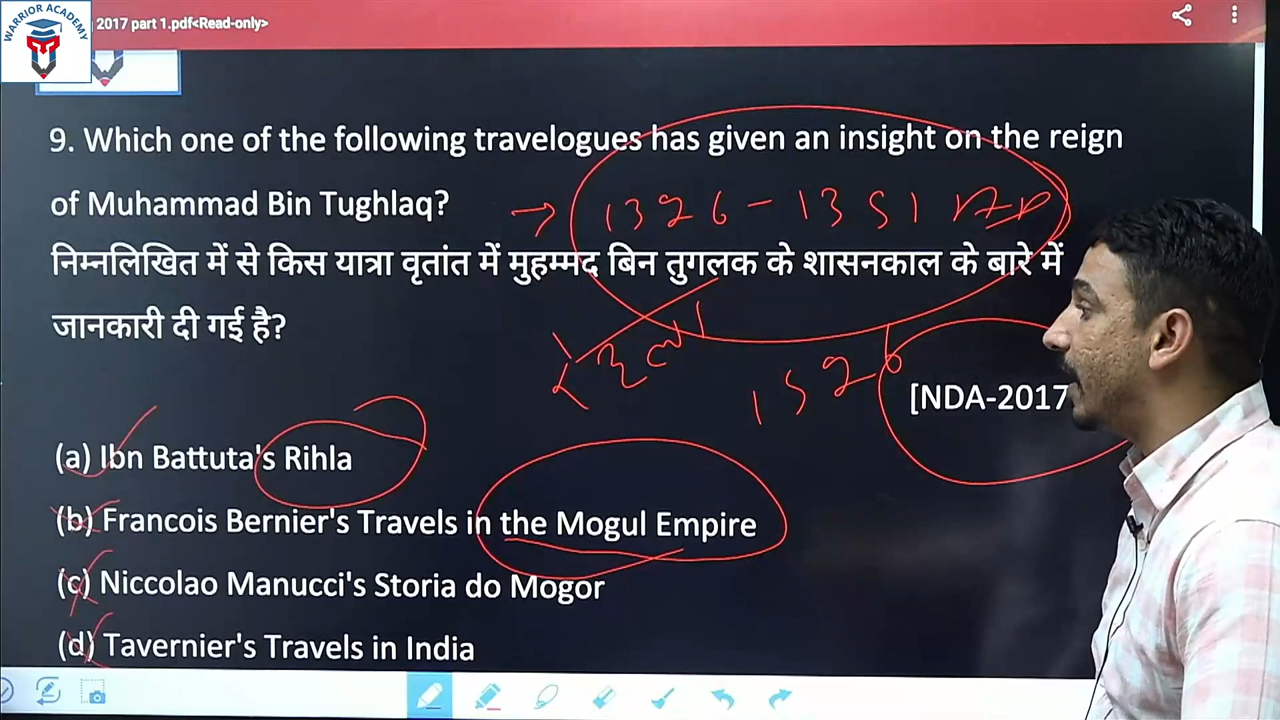 WARRIOR ACADEMY
2017 part 1.pdf<Read-only>
9. Which one of the following travelogues has given an insight on the reign
of Muhammad Bin Tughlaq?
→ 1326-1351 AD
निम्नलिखित में से किस यात्रा वृतांत में मुहम्मद बिन तुगलक के शासनकाल के बारे में
जानकारी दी गई है?
1526
[NDA-2017
(a) Ibn Battuta's Rihla
(b) Francois Bernier's Travels in the Mogul Empire
(c) Niccolao Manucci's Storia do Mogor
(d) Tavernier's Travels in India